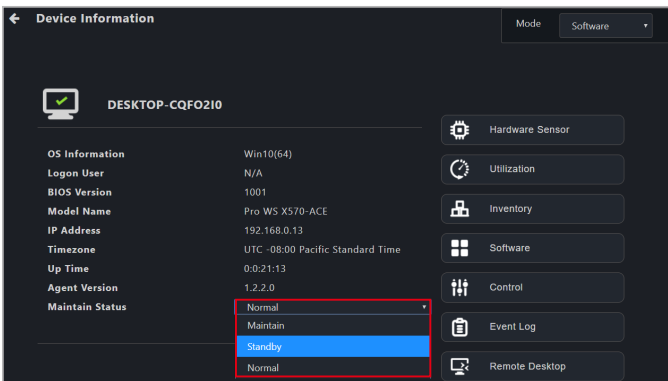 Device Information
Mode Software
DESKTOP-CQFO2I0
OS Information Win10(64)
Logon User N/A
BIOS Version 1001
Model Name Pro WS X570-ACE
IP Address 192.168.0.13
Timezone UTC -08:00 Pacific Standard Time
Up Time 0:0:21:13
Agent Version 1.2.2.0
Maintain Status Normal
Maintain
Standby
Normal
Hardware Sensor
Utilization
Inventory
Software
Control
Event Log
Remote Desktop